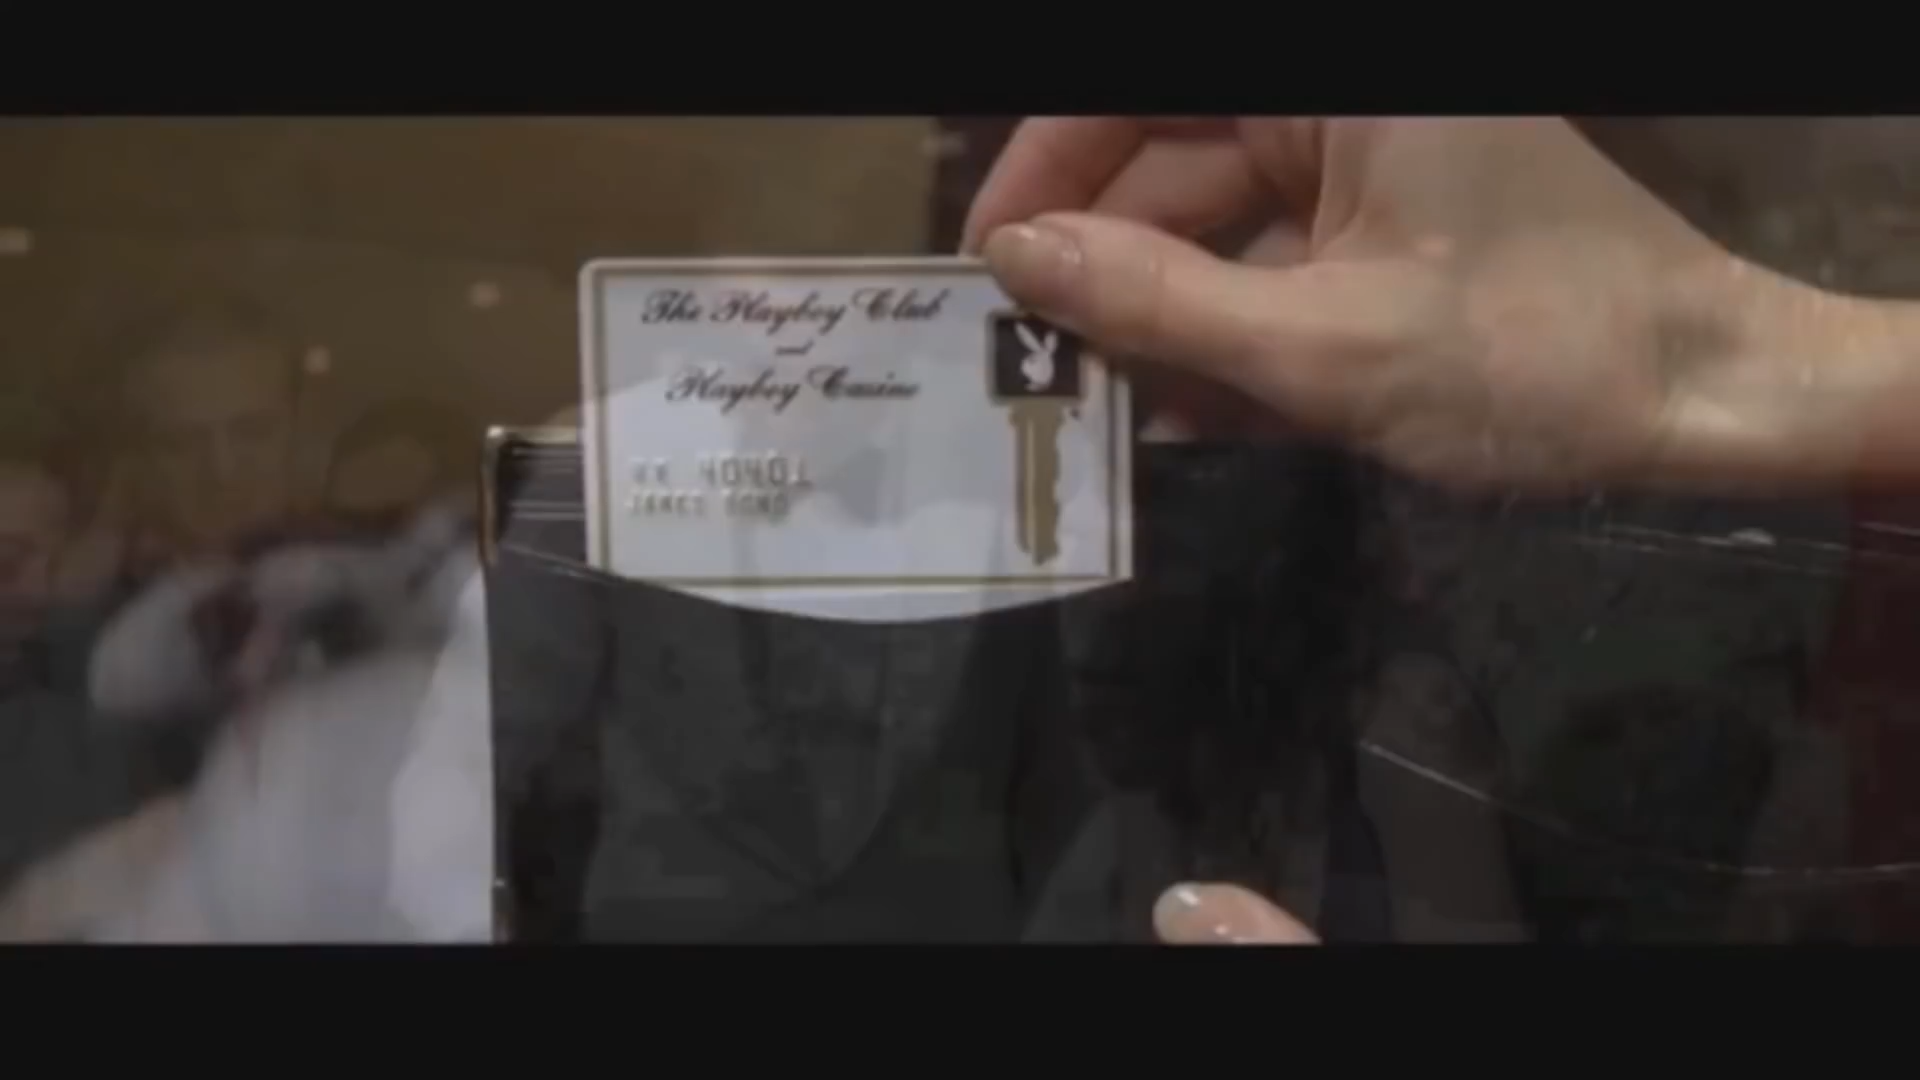 The Playboy Club
and
Playboy Casino
40401
JAMES BOND